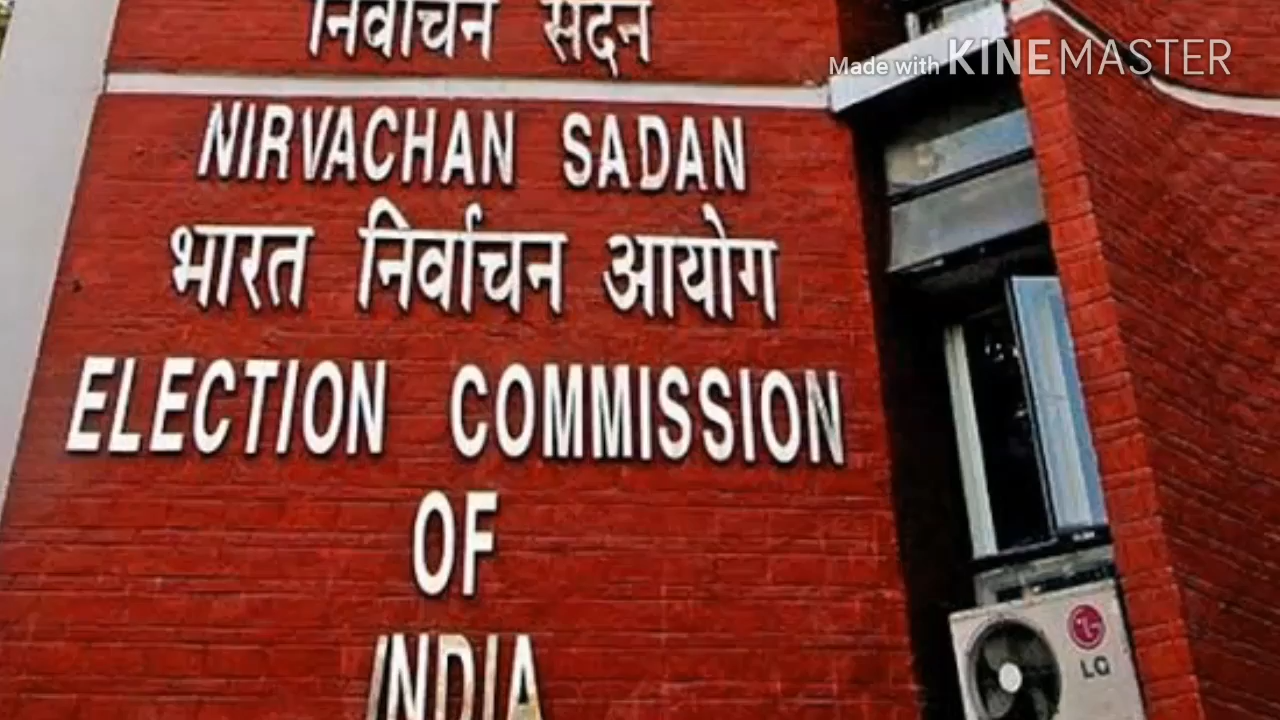 निर्वाचन सदन
Made with KINEMASTER
NIRVACHAN SADAN
भारत निर्वाचन आयोग
ELECTION COMMISSION
OF
INDIA
LG